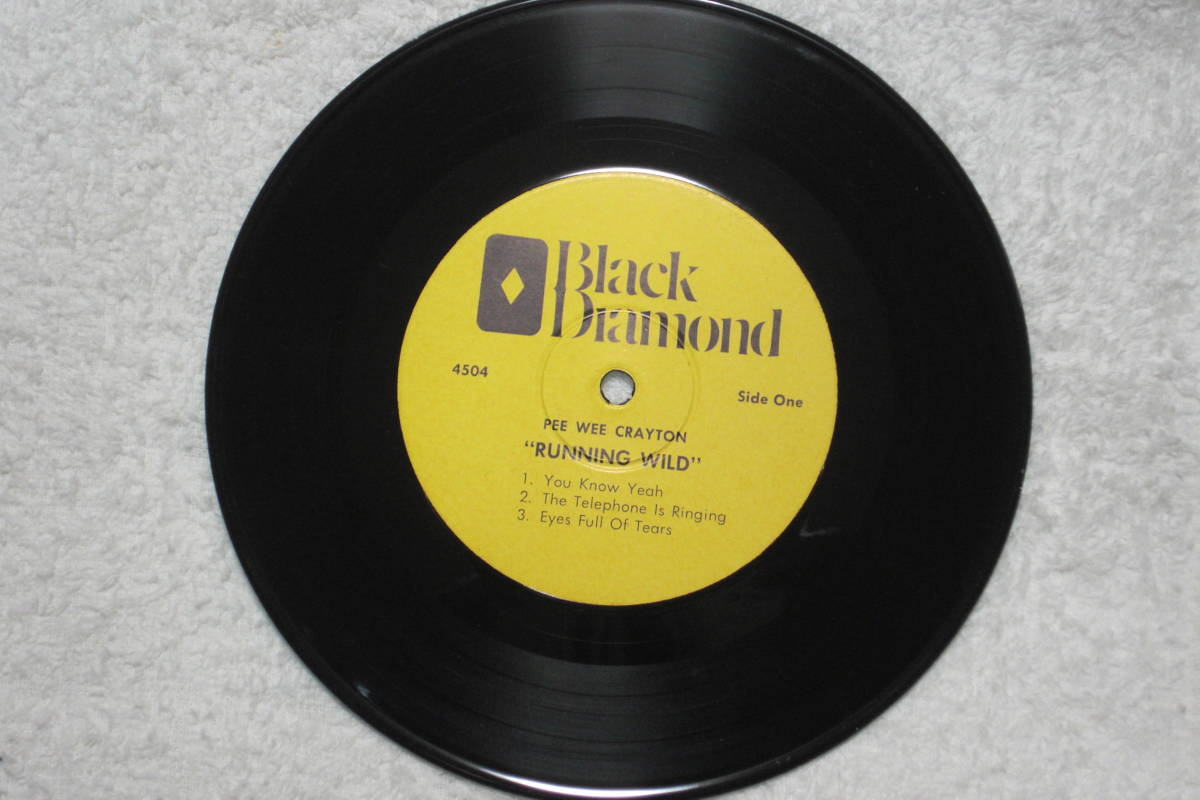 Black
Diamond
4504
Side One
PEE WEE CRAYTON
“RUNNING WILD”
1. You Know Yeah
2. The Telephone Is Ringing
3. Eyes Full Of Tears